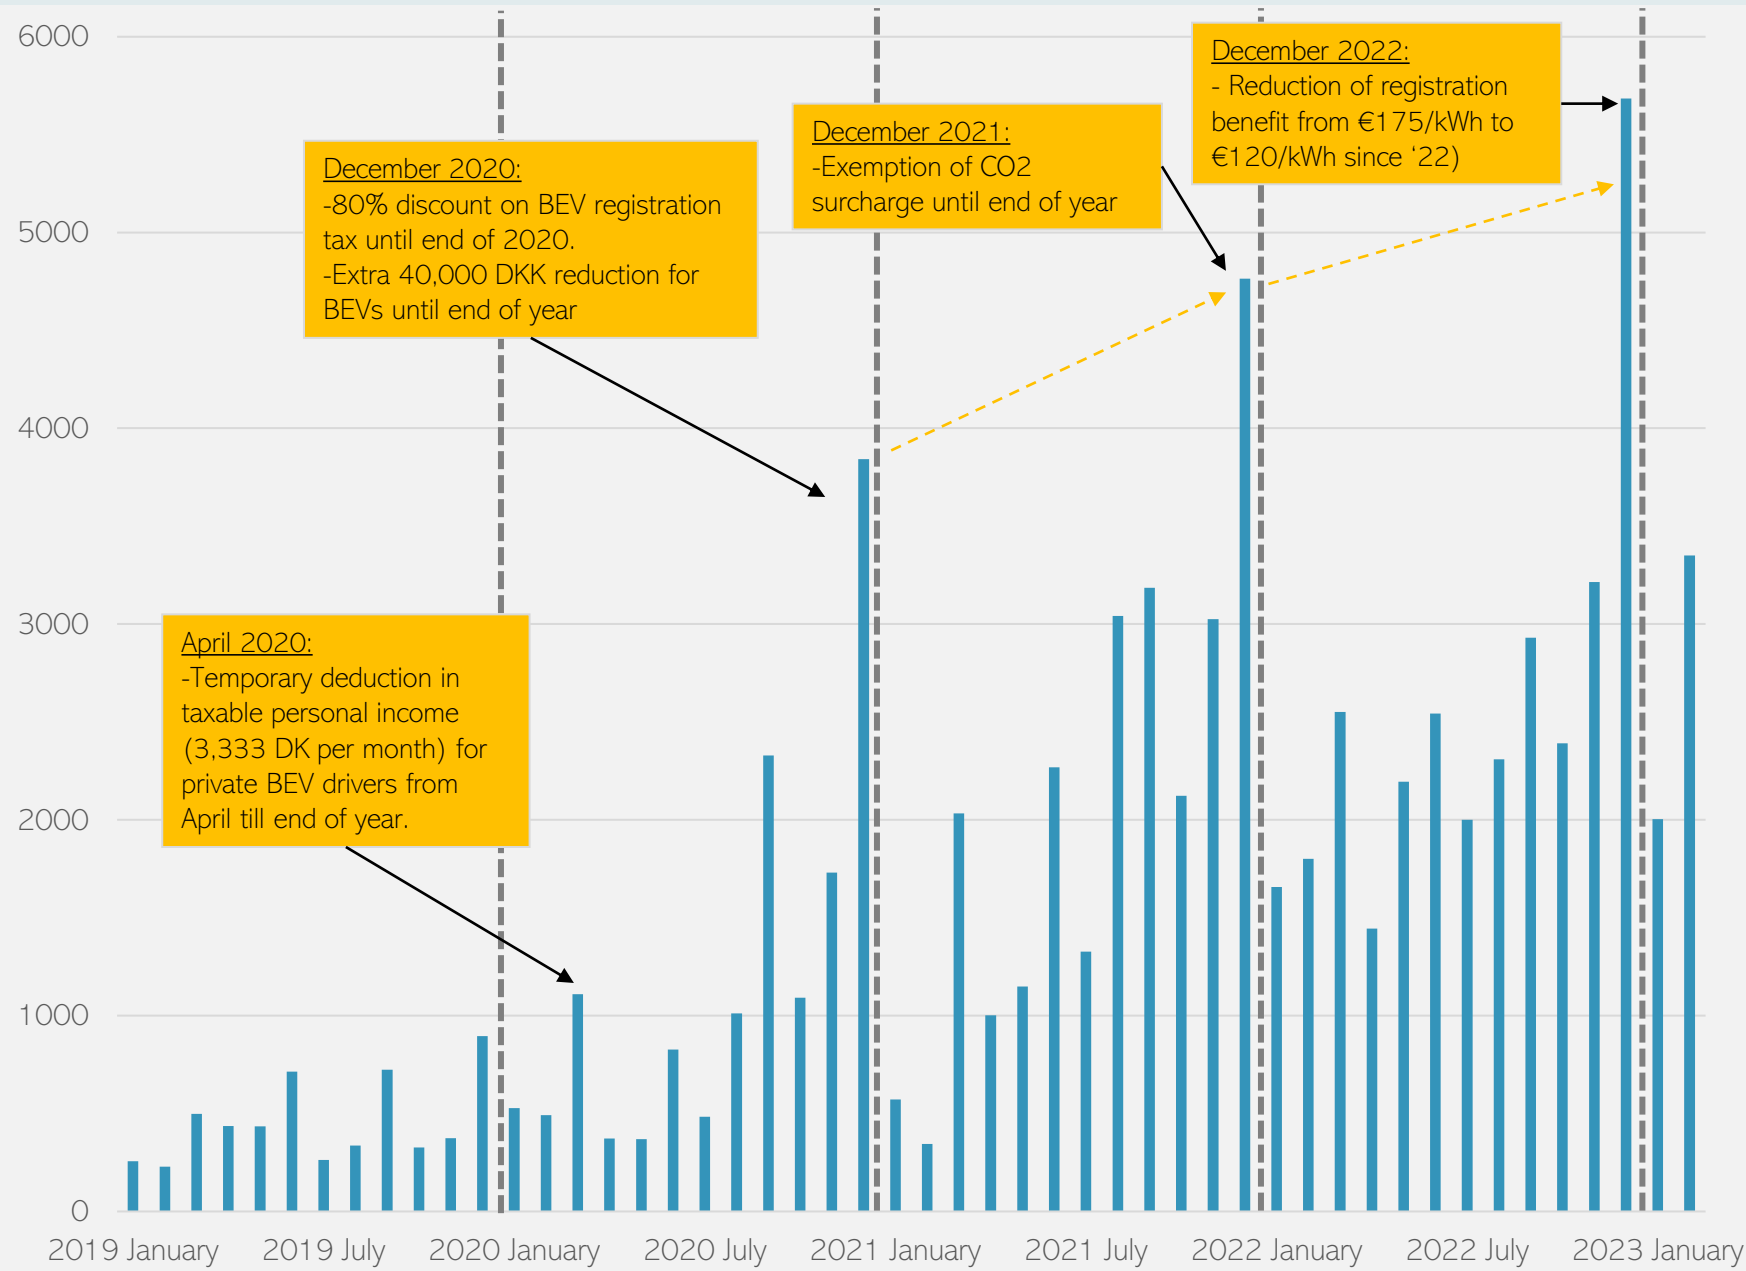 6000
5000
4000
3000
2000
1000
0
December 2022:
- Reduction of registration
benefit from €175/kWh to
€120/kWh since ‘22)
December 2021:
-Exemption of CO2
surcharge until end of year
December 2020:
-80% discount on BEV registration
tax until end of 2020.
-Extra 40,000 DKK reduction for
BEVs until end of year
April 2020:
-Temporary deduction in
taxable personal income
(3,333 DK per month) for
private BEV drivers from
April till end of year.
2019 January
2019 July
2020 January
2020 July
2021 January
2021 July
2022 January
2022 July
2023 January